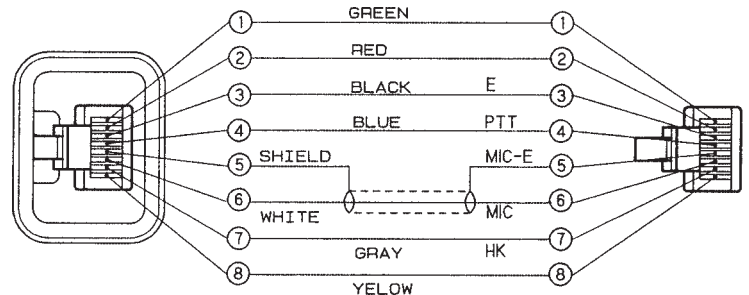 1 GREEN 1
2 RED 2
3 BLACK E 3
4 BLUE PTT 4
5 SHIELD MIC-E 5
6 WHITE MIC 6
7 GRAY HK 7
8 YELOW 8